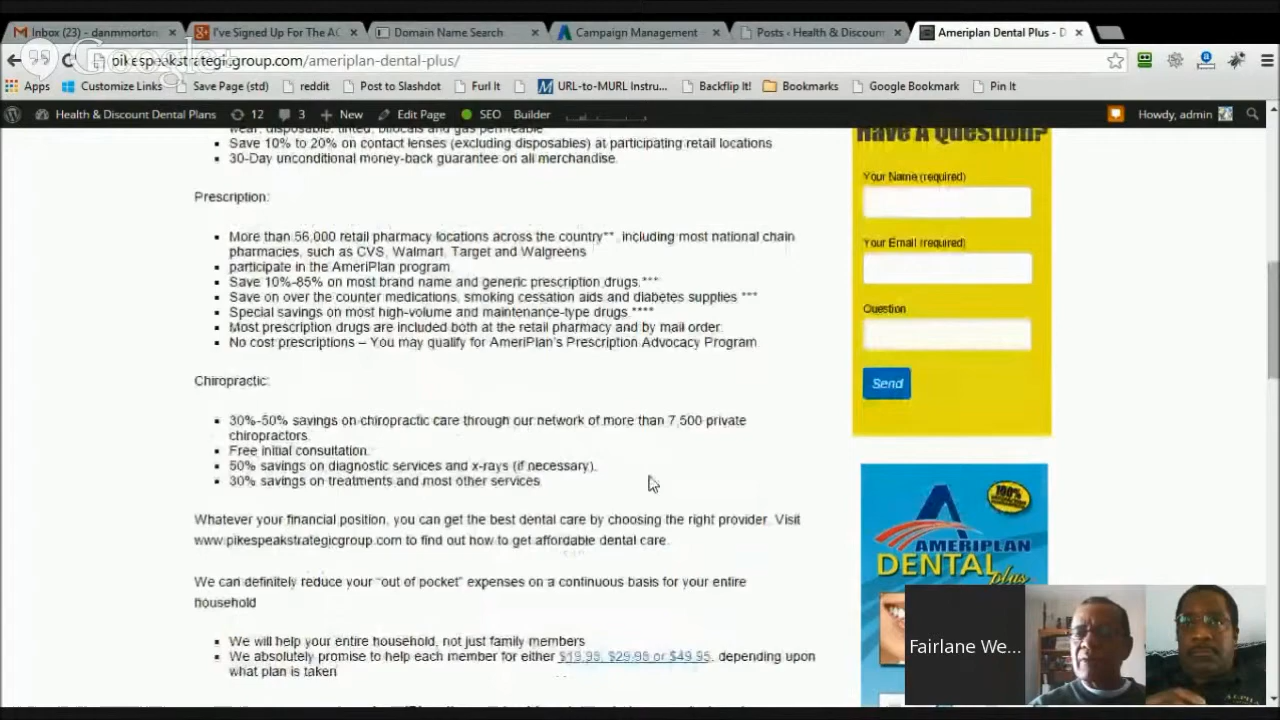 Inbox (23) - danmmorton
I've Signed Up For The AC
Domain Name Search
Campaign Management
Posts ‹ Health & Discoun
Ameriplan Dental Plus - D
Google+
pikespeakstrategicgroup.com/ameriplan-dental-plus/
Apps
Customize Links
Save Page (std)
reddit
Post to Slashdot
Furl It
URL-to-MURL Instru...
Backflip It!
Bookmarks
Google Bookmark
Pin It
Health & Discount Dental Plans
12
3
New
Edit Page
SEO
Builder
Howdy, admin
wear, disposable, tinted, bifocals and gas permeable
Save 10% to 20% on contact lenses (excluding disposables) at participating retail locations
30-Day unconditional money-back guarantee on all merchandise.
Prescription:
More than 56,000 retail pharmacy locations across the country**, including most national chain
pharmacies, such as CVS, Walmart, Target and Walgreens
participate in the AmeriPlan program.
Save 10%-85% on most brand name and generic prescription drugs.***
Save on over the counter medications, smoking cessation aids and diabetes supplies ***
Special savings on most high-volume and maintenance-type drugs.****
Most prescription drugs are included both at the retail pharmacy and by mail order.
No cost prescriptions – You may qualify for AmeriPlan's Prescription Advocacy Program
Chiropractic:
30%-50% savings on chiropractic care through our network of more than 7,500 private
chiropractors.
Free initial consultation.
50% savings on diagnostic services and x-rays (if necessary).
30% savings on treatments and most other services.
Whatever your financial position, you can get the best dental care by choosing the right provider. Visit
www.pikespeakstrategicgroup.com to find out how to get affordable dental care.
We can definitely reduce your "out of pocket" expenses on a continuous basis for your entire
household
We will help your entire household, not just family members
We absolutely promise to help each member for either $19.95, $29.95 or $49.95, depending upon
what plan is taken
Have A Question?
Your Name (required)
Your Email (required)
Question
Send
100%
AMERIPLAN
DENTAL plus
Fairlane We...